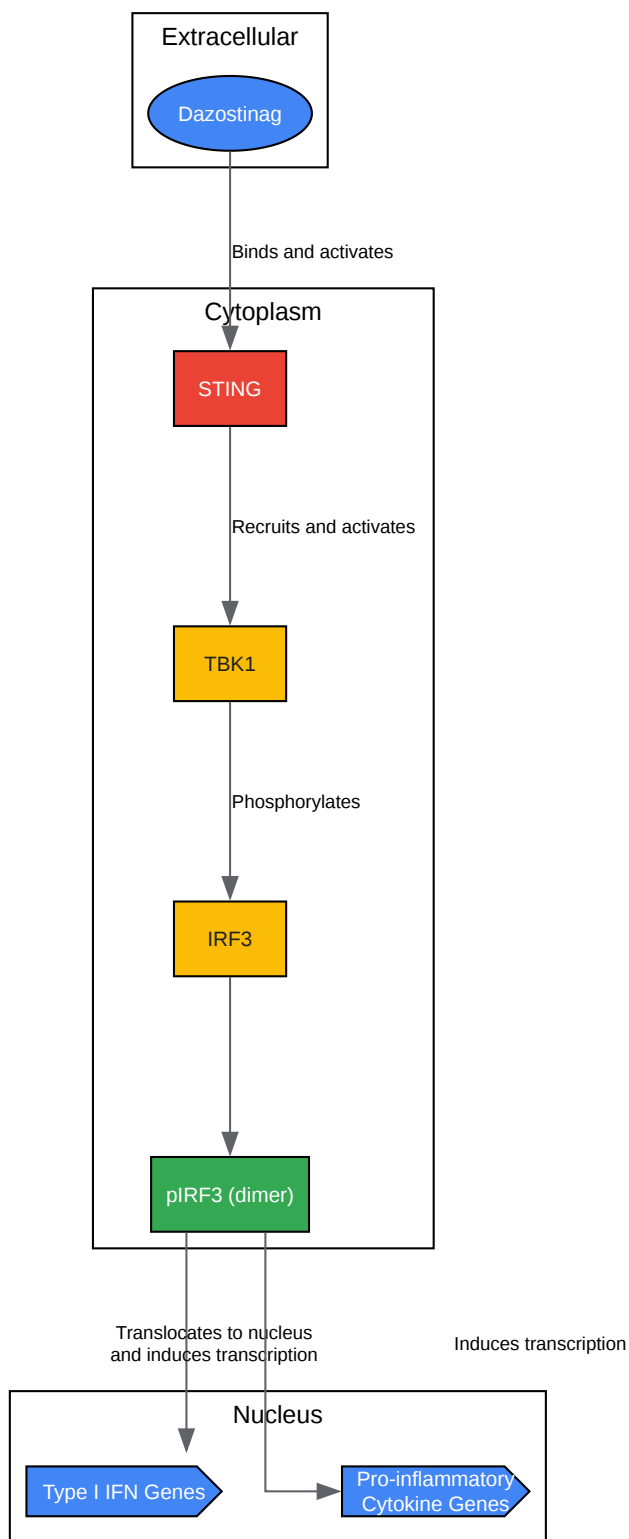 Extracellular
Dazostinag
Binds and activates
Cytoplasm
STING
Recruits and activates
TBK1
Phosphorylates
IRF3
pIRF3 (dimer)
Translocates to nucleus
and induces transcription
Induces transcription
Nucleus
Type I IFN Genes
Pro-inflammatory
Cytokine Genes